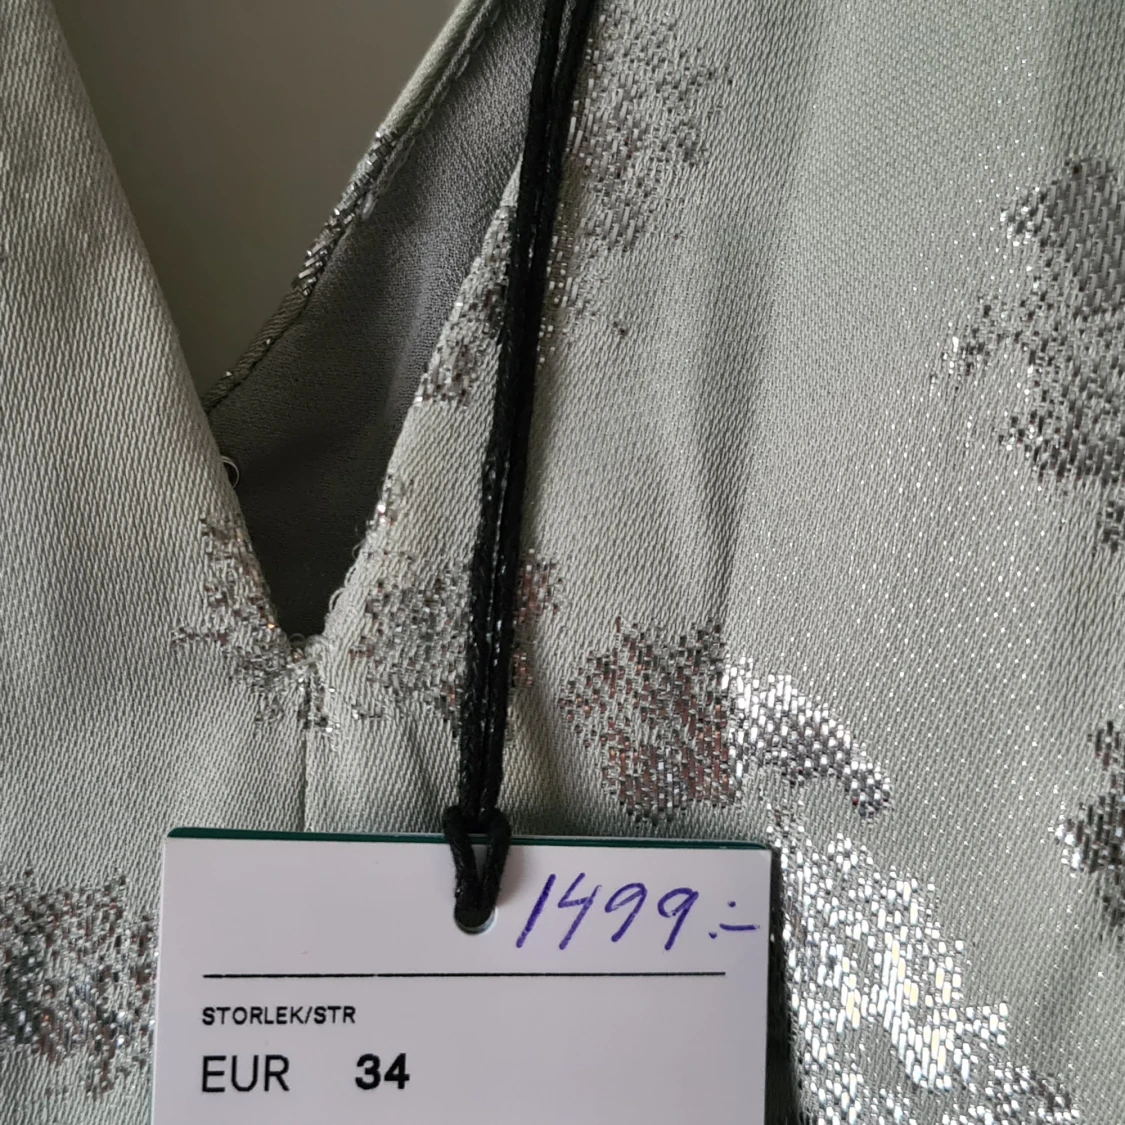 1499:-
STORLEK/STR
EUR 34